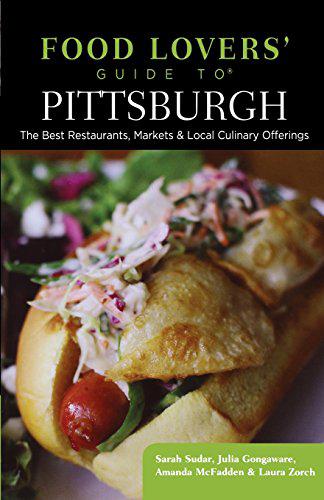 FOOD LOVERS'
GUIDE TO®
PITTSBURGH
The Best Restaurants, Markets & Local Culinary Offerings
Sarah Sudar, Julia Gongaware,
Amanda McFadden & Laura Zorch